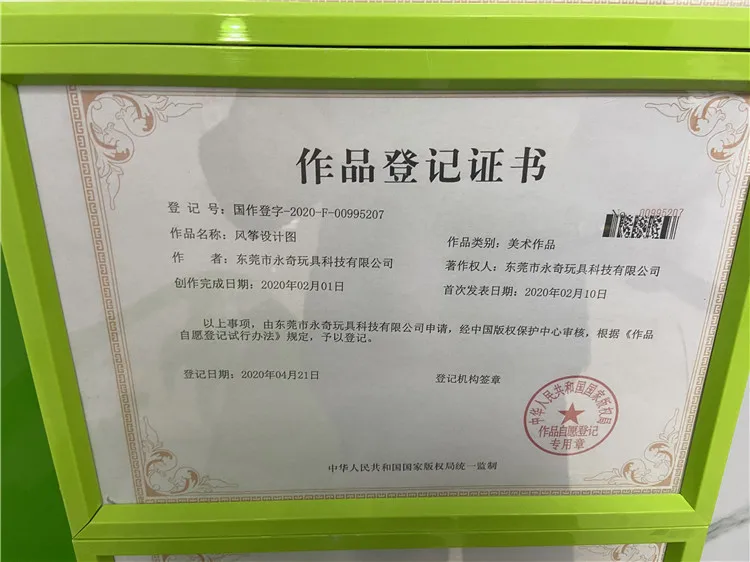 作品登记证书
No. 00995207
登 记 号：国作登字-2020-F-00995207
作品名称：风筝设计图
作品类别：美术作品
作 者：东莞市永奇玩具科技有限公司
著作权人：东莞市永奇玩具科技有限公司
创作完成日期：2020年02月01日
首次发表日期：2020年02月10日
以上事项，由东莞市永奇玩具科技有限公司申请，经中国版权保护中心审核，根据《作品
自愿登记试行办法》规定，予以登记。
登记日期：2020年04月21日
登记机构签章
中华人民共和国国家版权局
作品自愿登记
专用章
中华人民共和国国家版权局统一监制